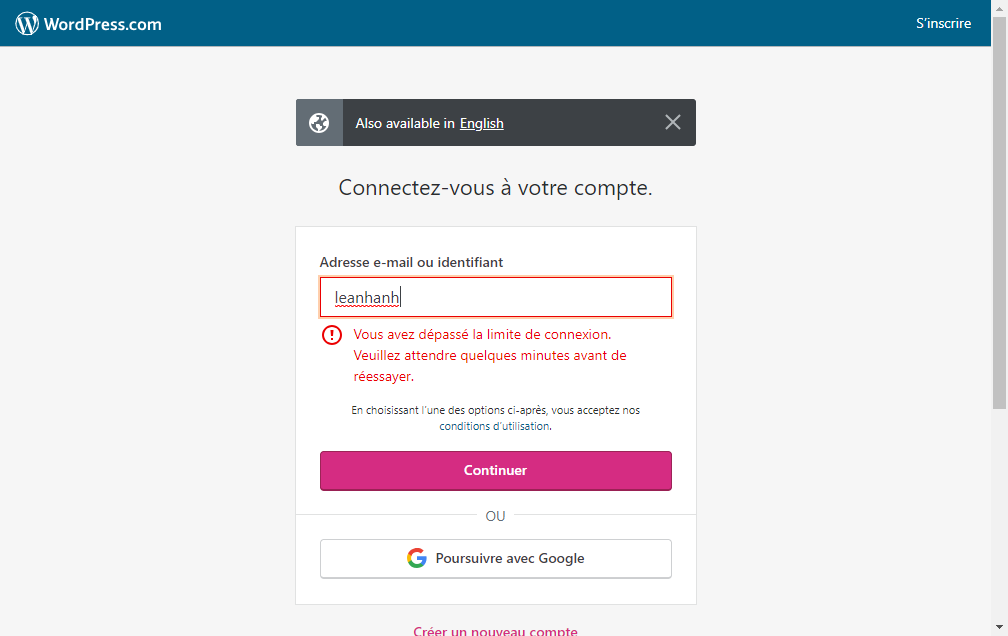 WordPress.com
S'inscrire
Also available in English
Connectez-vous à votre compte.
Adresse e-mail ou identifiant
leanhanh
Vous avez dépassé la limite de connexion.
Veuillez attendre quelques minutes avant de
réessayer.
En choisissant l'une des options ci-après, vous acceptez nos
conditions d'utilisation.
Continuer
OU
Poursuivre avec Google
Créer un nouveau compte